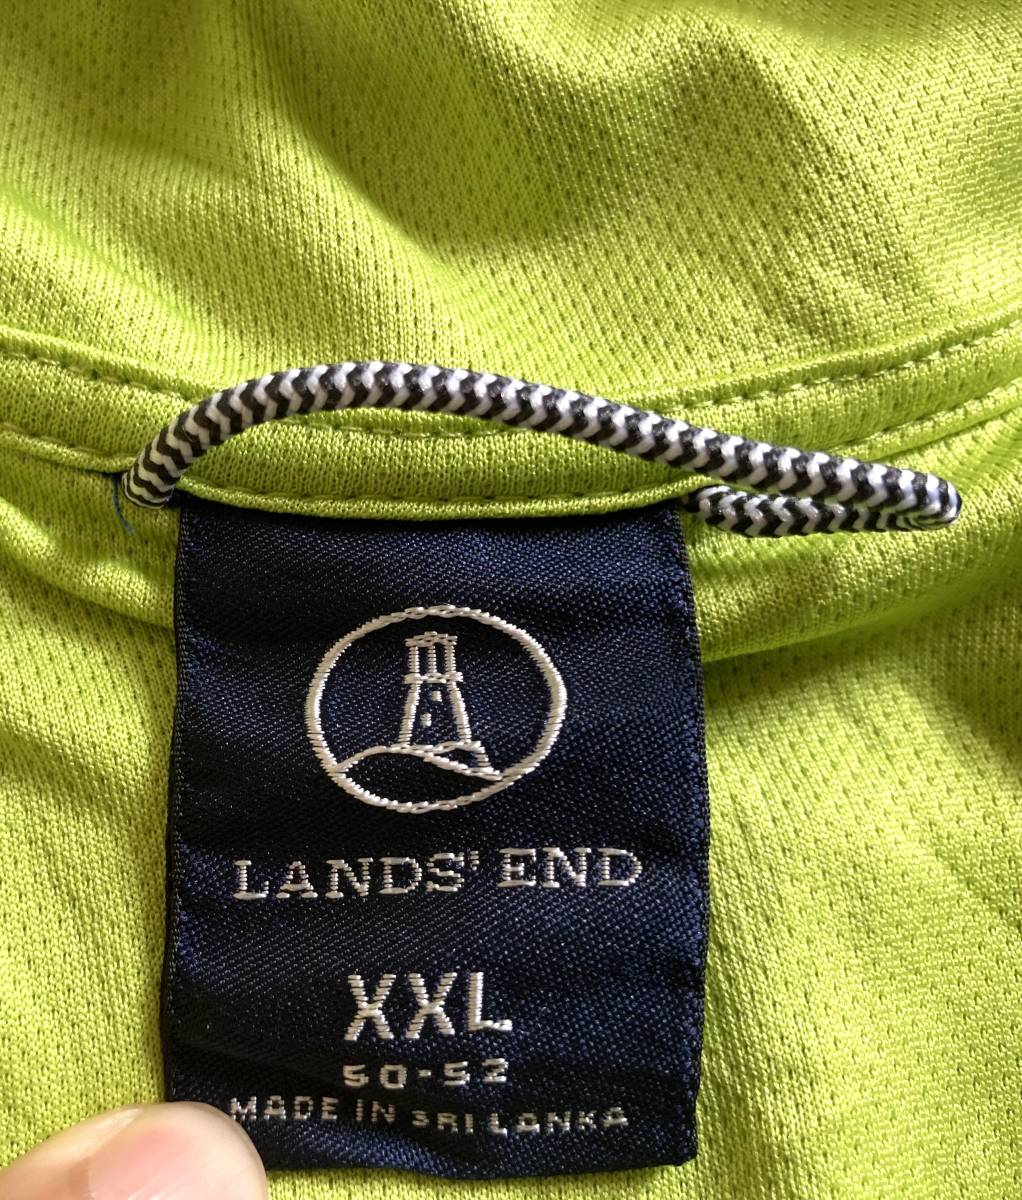 LANDS' END
XXL
50-52
MADE IN SRI LANKA